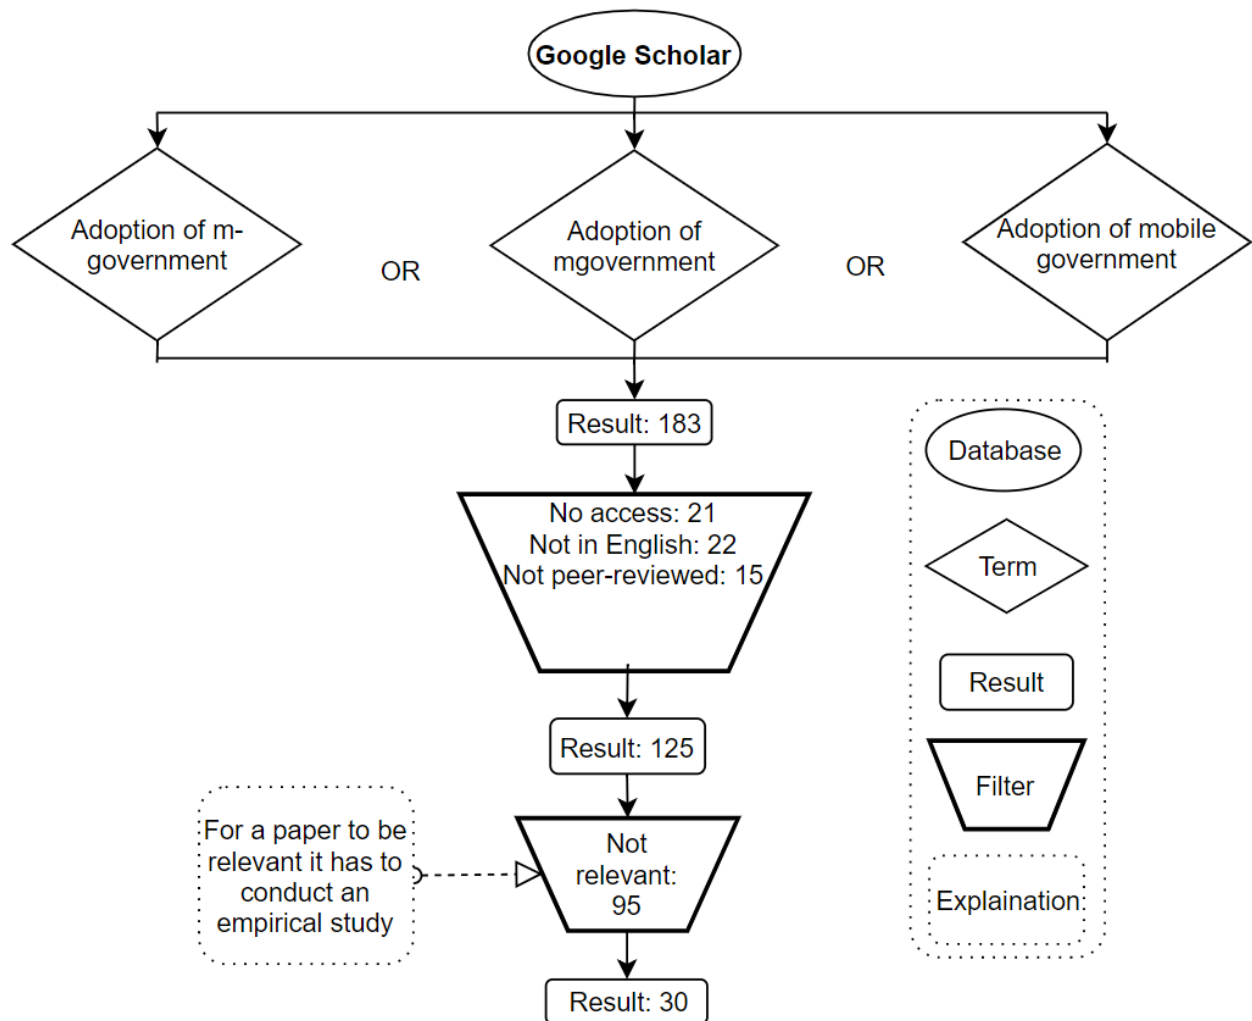 Google Scholar
Adoption of m-
government
OR
Adoption of
mgovernment
OR
Adoption of mobile
government
Result: 183
No access: 21
Not in English: 22
Not peer-reviewed: 15
Result: 125
For a paper to be
relevant it has to
conduct an
empirical study
Not
relevant:
95
Result: 30
Database
Term
Result
Filter
Explaination